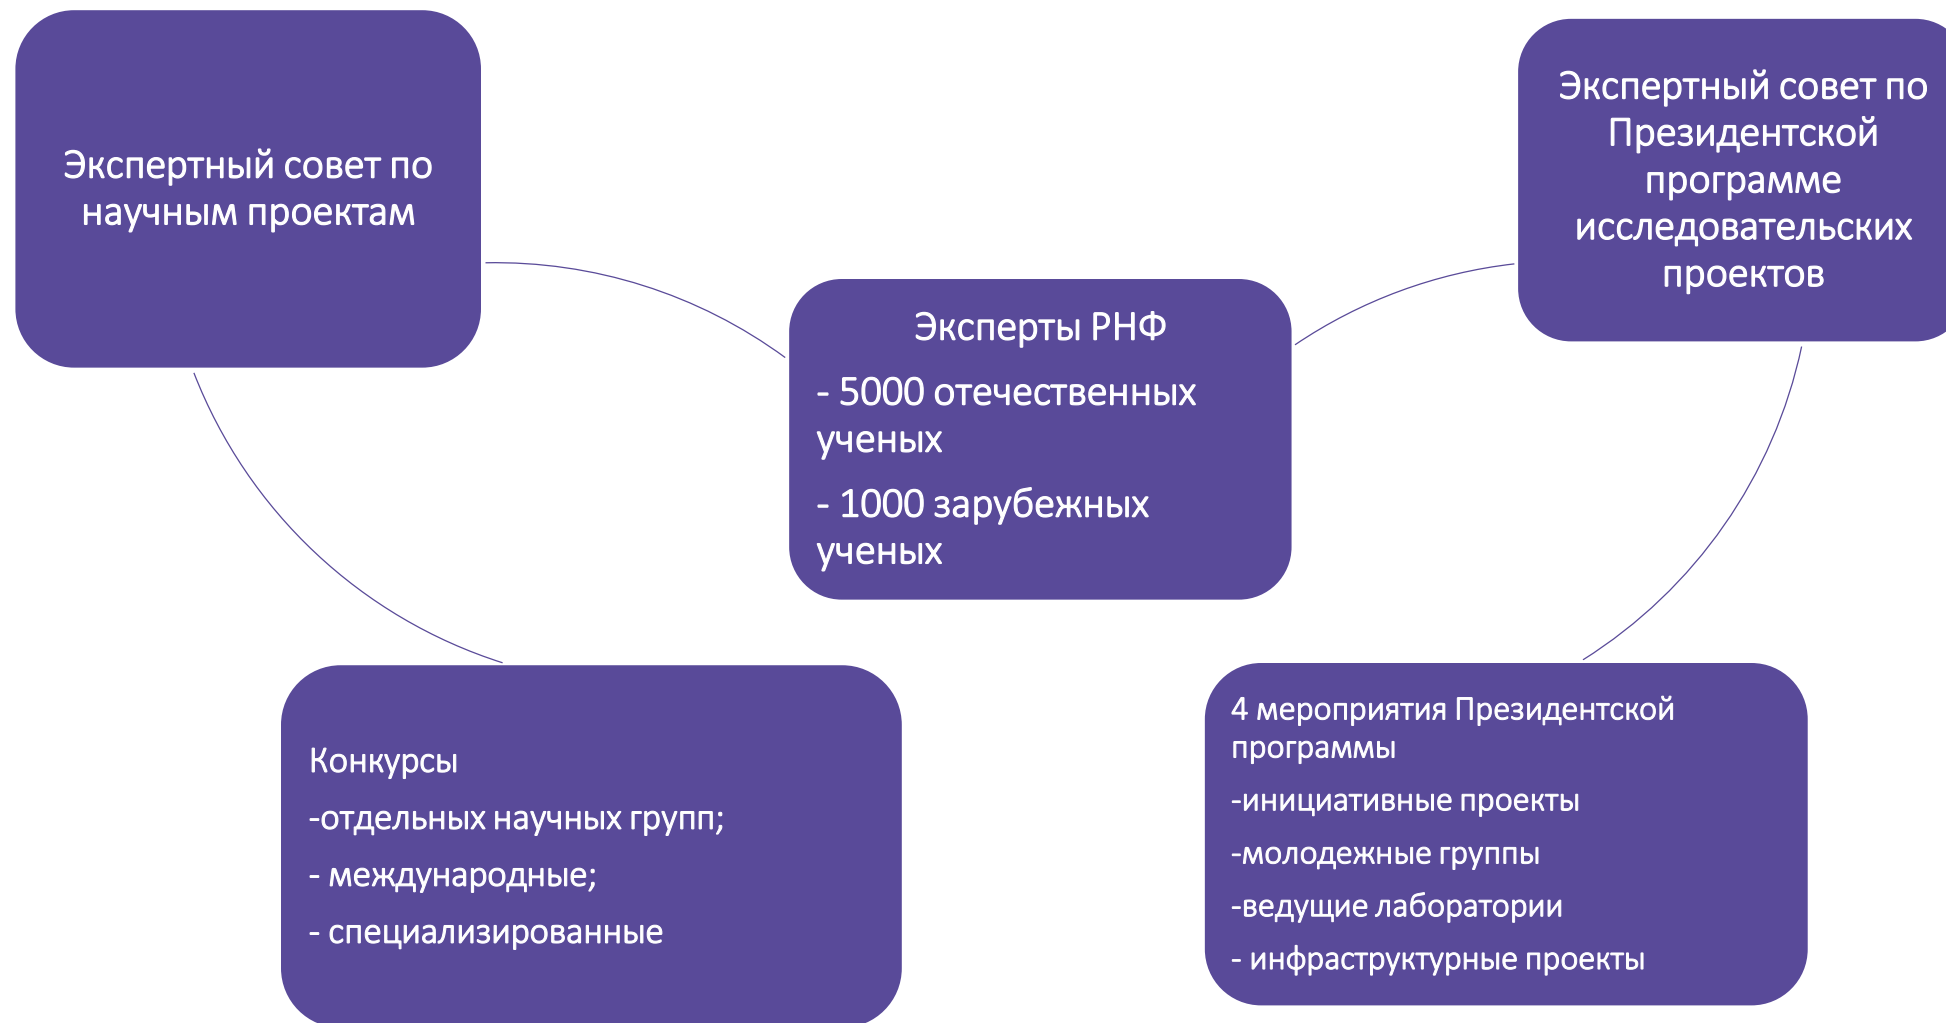 Экспертный совет по
научным проектам
Экспертный совет по
Президентской
программе
исследовательских
проектов
Эксперты РНФ
- 5000 отечественных
ученых
- 1000 зарубежных
ученых
Конкурсы
-отдельных научных групп;
- международные;
- специализированные
4 мероприятия Президентской
программы
-инициативные проекты
-молодежные группы
-ведущие лаборатории
- инфраструктурные проекты